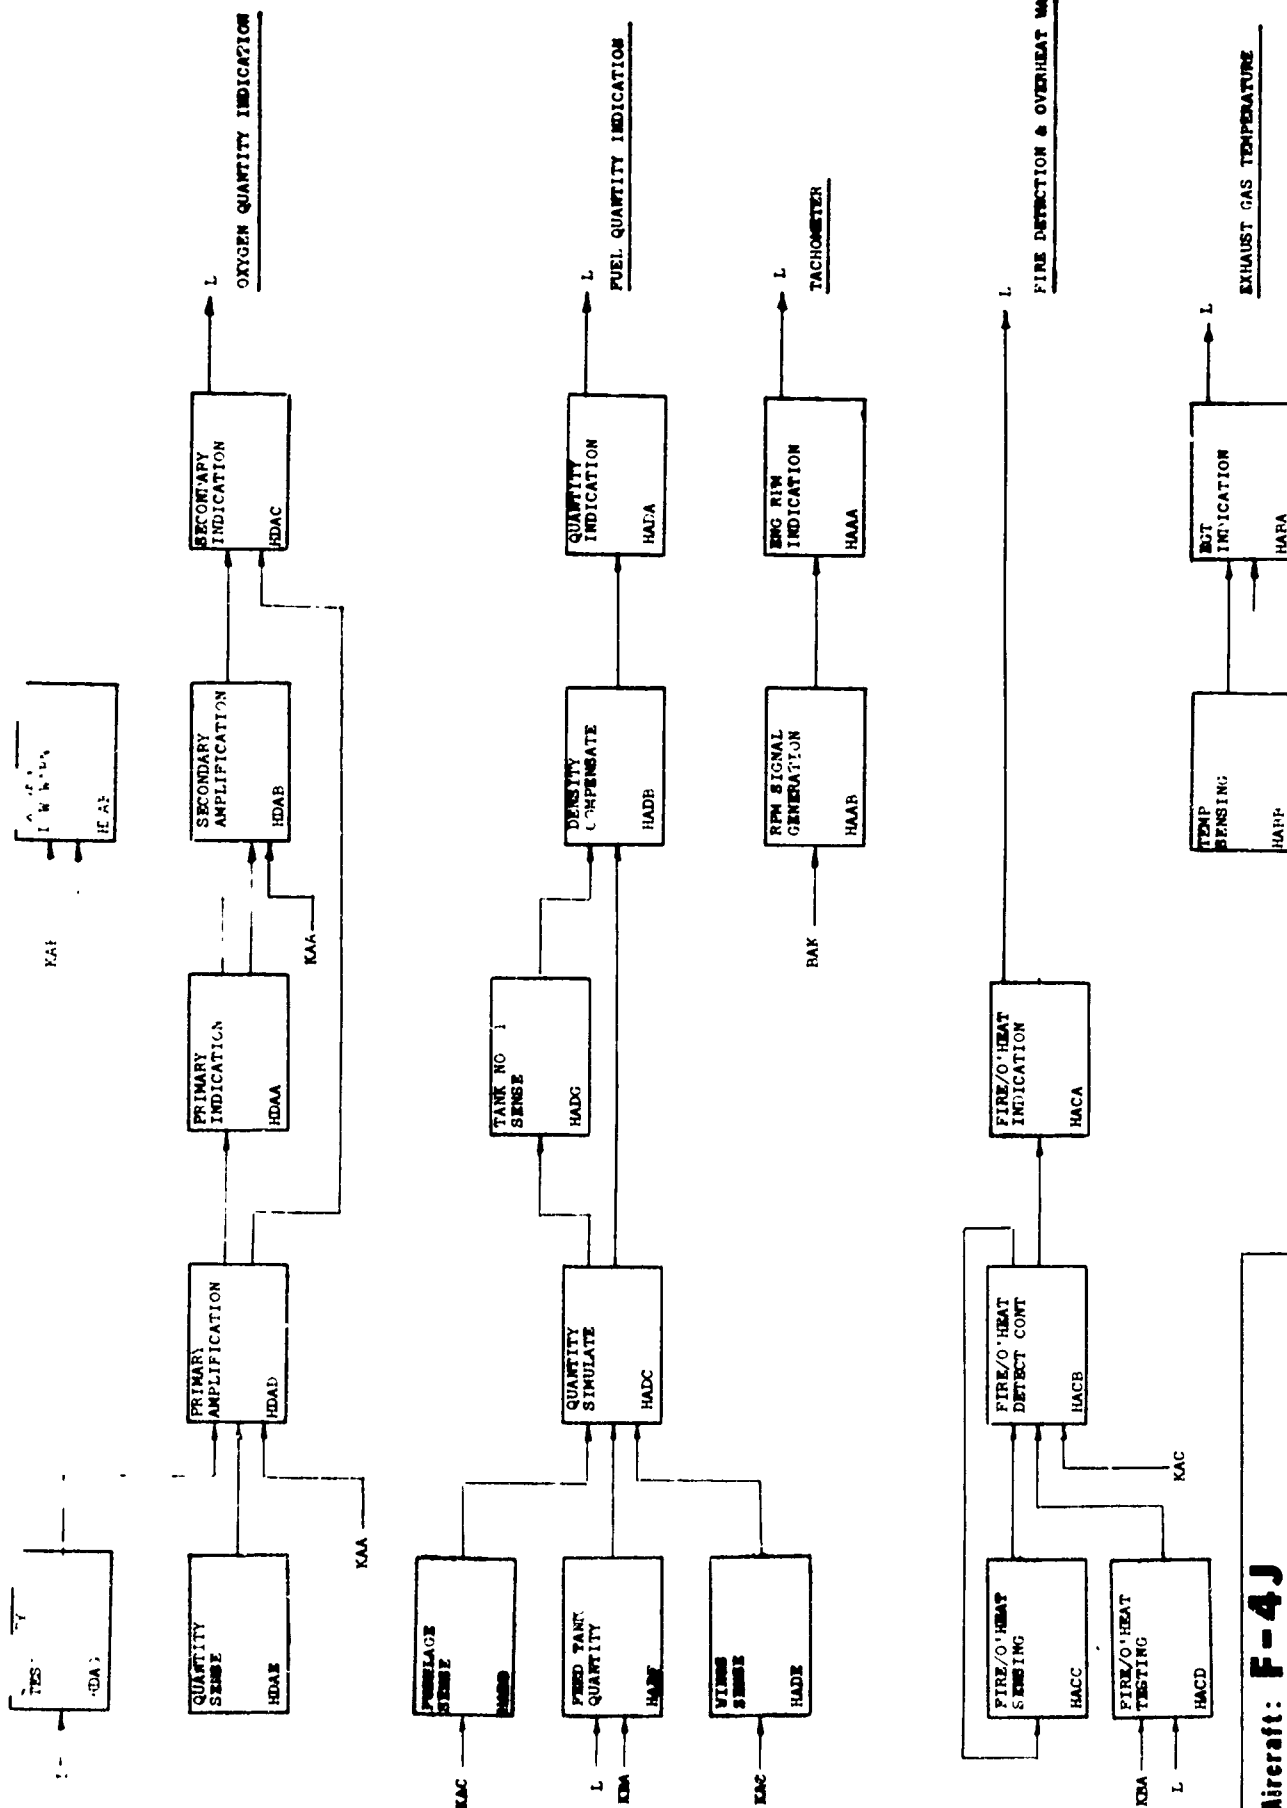 OXYGEN QUANTITY INDICATION
FUEL QUANTITY INDICATION
TACHOMETER
FIRE DETECTION & OVERHEAT
EXHAUST GAS TEMPERATURE
L
L
L
L
L
SECONDARY
INDICATION
HDAC
QUANTITY
INDICATION
HADA
ENG RPM
INDICATION
HAAA
EGT
INDICATION
HABA
SECONDARY
AMPLIFICATION
HDAB
DENSITY
COMPENSATE
HADB
RPM SIGNAL
GENERATION
HAAB
TEMP
SENSING
KAA
BAK
PRIMARY
INDICATION
HDAA
TANK NO 1
SENSE
HADG
FIRE/O'HEAT
INDICATION
HACA
PRIMARY
AMPLIFICATION
HDAD
QUANTITY
SIMULATE
HADC
FIRE/O'HEAT
DETECT CONT
HACB
KAA
KAC
QUANTITY
SENSE
HDAE
FUSELAGE
SENSE
FEED TANK
QUANTITY
HADF
WINGS
SENSE
HADE
FIRE/O'HEAT
SENSING
HACC
FIRE/O'HEAT
TESTING
HACD
KAC
L
KBA
KAC
KBA
L
Aircraft: F-4J